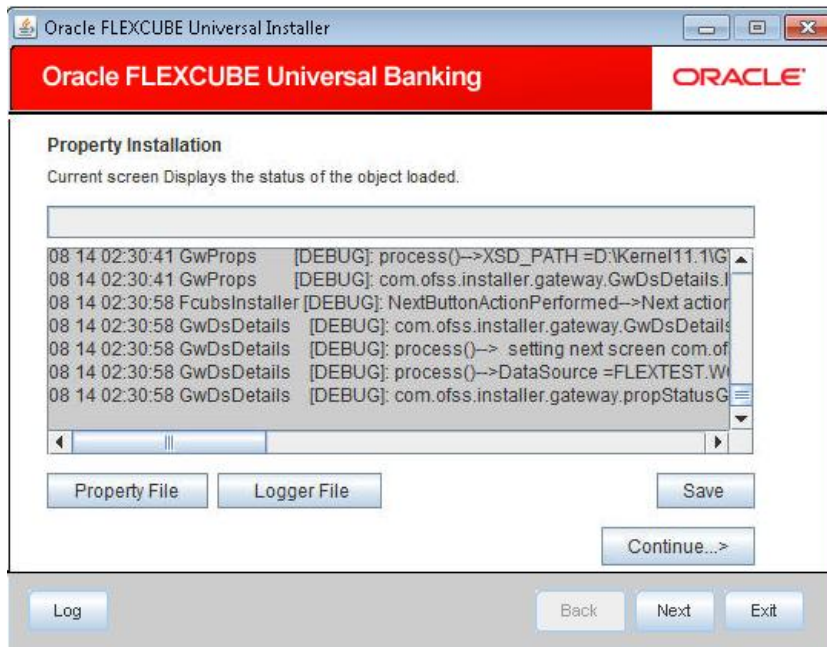 Oracle FLEXCUBE Universal Installer
Oracle FLEXCUBE Universal Banking
ORACLE
Property Installation
Current screen Displays the status of the object loaded.
08 14 02:30:41 GwProps [DEBUG]: process()-->XSD_PATH =D:\Kernel11.1\G
08 14 02:30:41 GwProps [DEBUG]: com.ofss.installer.gateway.GwDsDetails.
08 14 02:30:58 FcubsInstaller [DEBUG]: NextButtonActionPerformed-->Next action
08 14 02:30:58 GwDsDetails [DEBUG]: com.ofss.installer.gateway.GwDsDetails
08 14 02:30:58 GwDsDetails [DEBUG]: process()--> setting next screen com.of
08 14 02:30:58 GwDsDetails [DEBUG]: process()-->DataSource =FLEXTEST.W
08 14 02:30:58 GwDsDetails [DEBUG]: com.ofss.installer.gateway.propStatusG
Property File Logger File Save
Continue...>
Log Back Next Exit